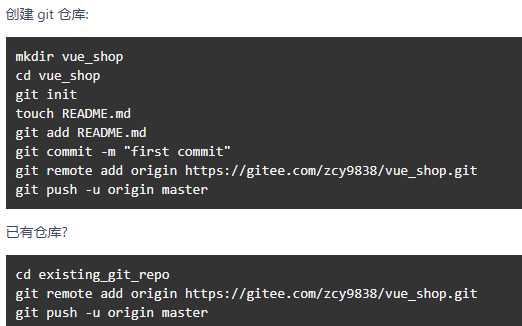 创建 git 仓库:
mkdir vue_shop
cd vue_shop
git init
touch README.md
git add README.md
git commit -m "first commit"
git remote add origin https://gitee.com/zcy9838/vue_shop.git
git push -u origin master
已有仓库?
cd existing_git_repo
git remote add origin https://gitee.com/zcy9838/vue_shop.git
git push -u origin master